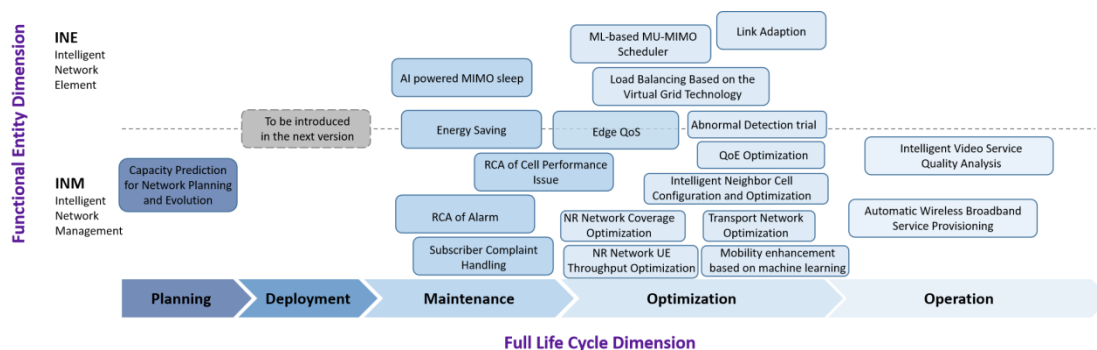 Functional Entity Dimension
INE
Intelligent
Network
Element
INM
Intelligent
Network
Management
Capacity Prediction
for Network Planning
and Evolution
To be introduced
in the next version
AI powered MIMO sleep
Energy Saving
RCA of Cell Performance
Issue
RCA of Alarm
Subscriber Complaint
Handling
ML-based MU-MIMO
Scheduler
Link Adaption
Load Balancing Based on the
Virtual Grid Technology
Edge QoS
Abnormal Detection trial
QoE Optimization
Intelligent Neighbor Cell
Configuration and Optimization
NR Network Coverage
Optimization
Transport Network
Optimization
NR Network UE
Throughput Optimization
Mobility enhancement
based on machine learning
Intelligent Video Service
Quality Analysis
Automatic Wireless Broadband
Service Provisioning
Planning
Deployment
Maintenance
Optimization
Operation
Full Life Cycle Dimension